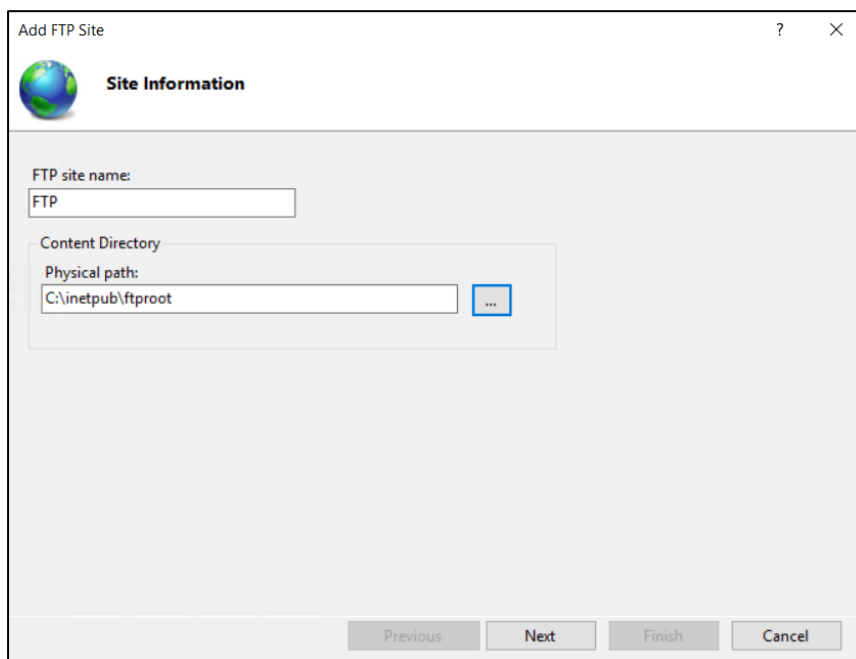 Add FTP Site ?
Site Information
FTP site name:
FTP
Content Directory
Physical path:
C:\inetpub\ftproot
...
Previous Next Finish Cancel